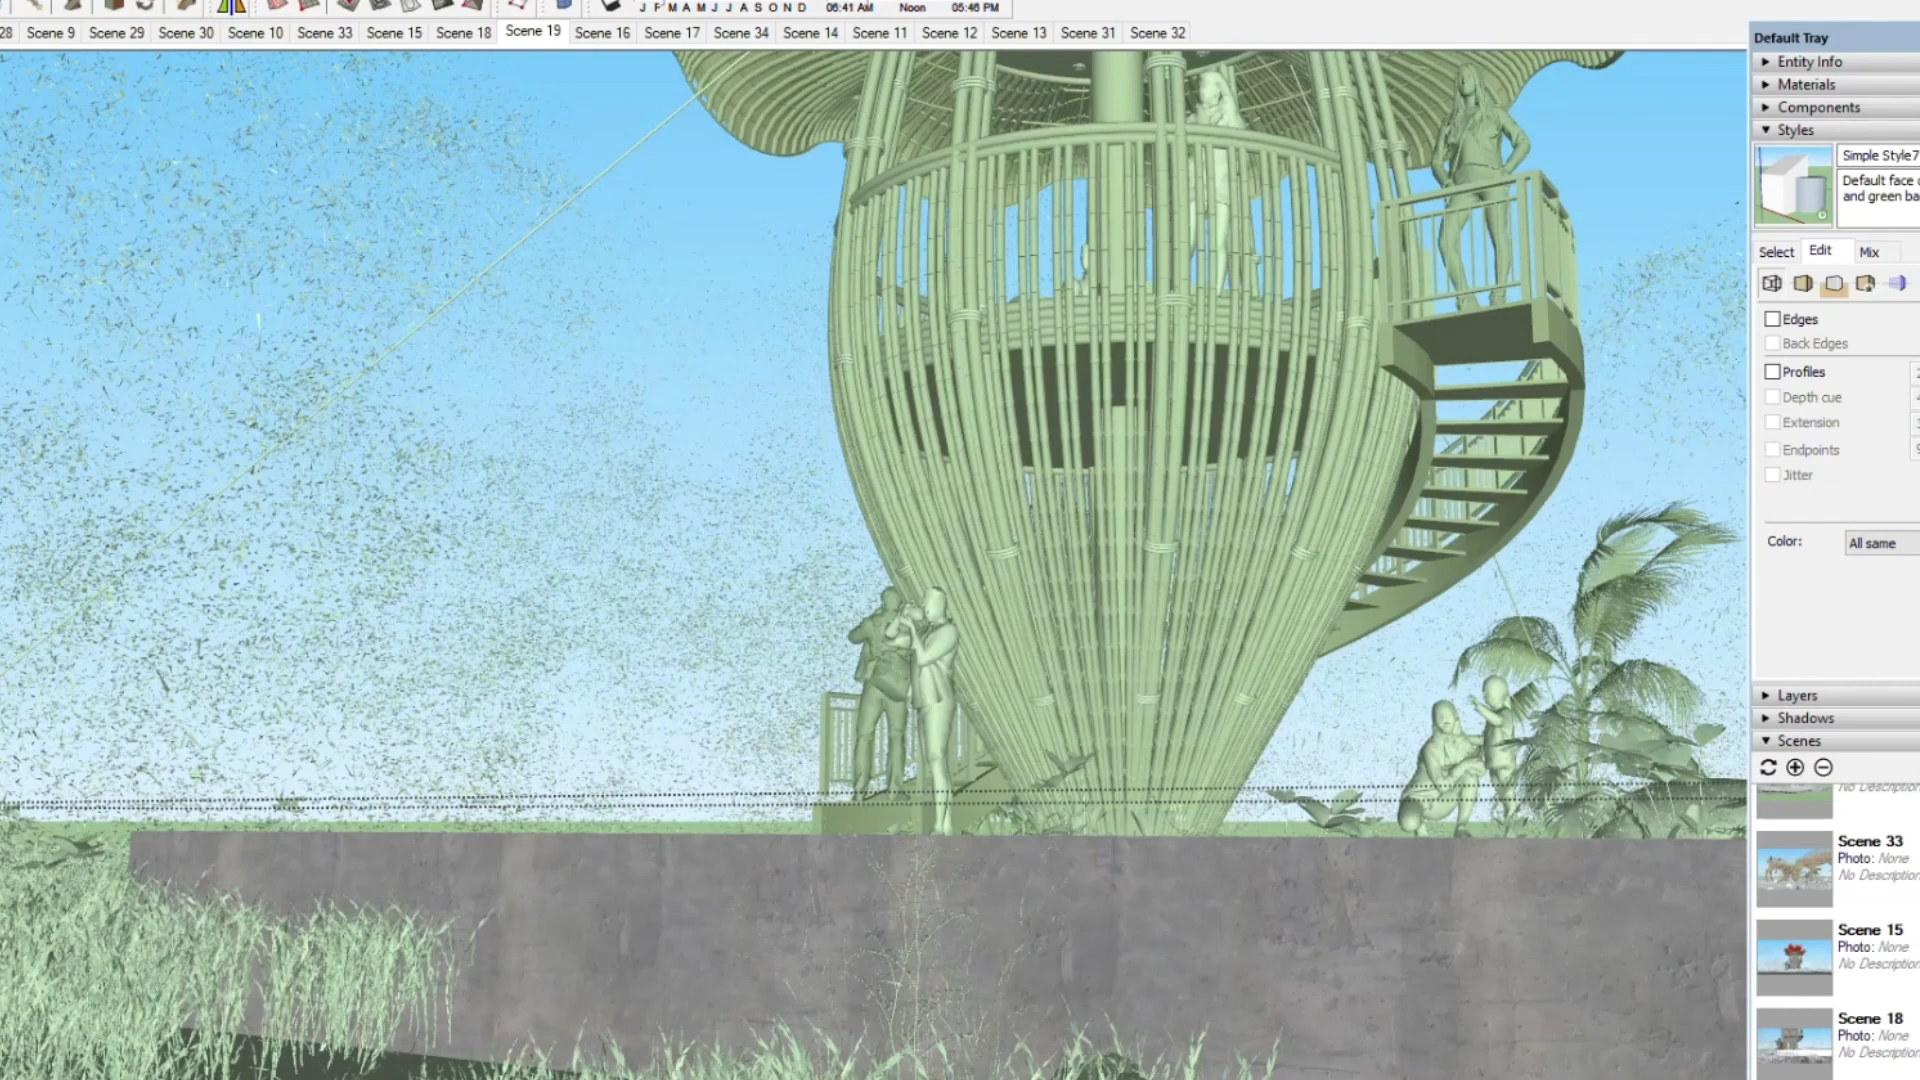 J F M A M J J A S O N D 06:41 AM Noon 05:46 PM
28 Scene 9 Scene 29 Scene 30 Scene 10 Scene 33 Scene 15 Scene 18 Scene 19 Scene 16 Scene 17 Scene 34 Scene 14 Scene 11 Scene 12 Scene 13 Scene 31 Scene 32
Default Tray
Entity Info
Materials
Components
Styles
Simple Style7
Default face
and green ba
Select Edit Mix
Edges
Back Edges
Profiles
Depth cue
Extension
Endpoints
Jitter
Color: All same
Layers
Shadows
Scenes
No Description
Scene 33
Photo: None
No Description
Scene 15
Photo: None
No Description
Scene 18
Photo: None
No Description